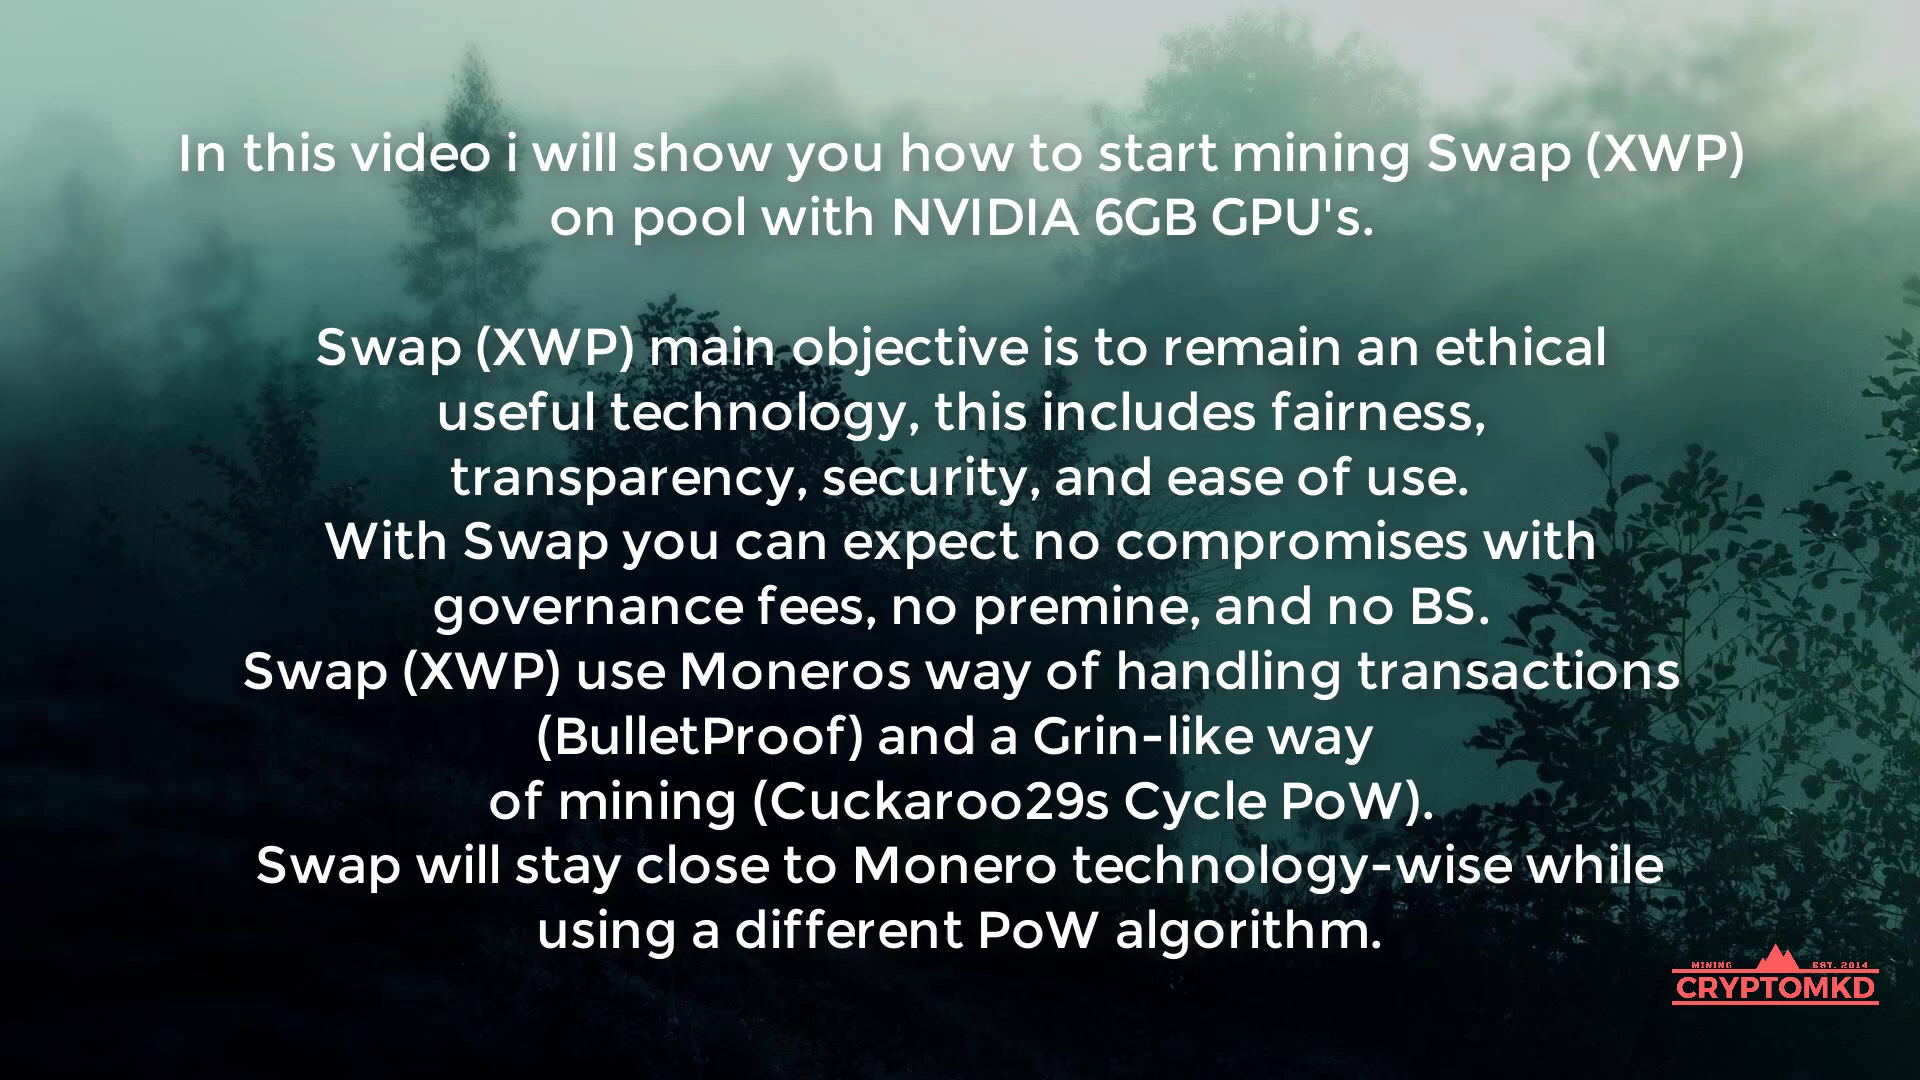 In this video i will show you how to start mining Swap (XWP)
on pool with NVIDIA 6GB GPU's.
Swap (XWP) main objective is to remain an ethical
useful technology, this includes fairness,
transparency, security, and ease of use.
With Swap you can expect no compromises with
governance fees, no premine, and no BS.
Swap (XWP) use Moneros way of handling transactions
(BulletProof) and a Grin-like way
of mining (Cuckaroo29s Cycle PoW).
Swap will stay close to Monero technology-wise while
using a different PoW algorithm.
MINING EST. 2014
CRYPTOMKD